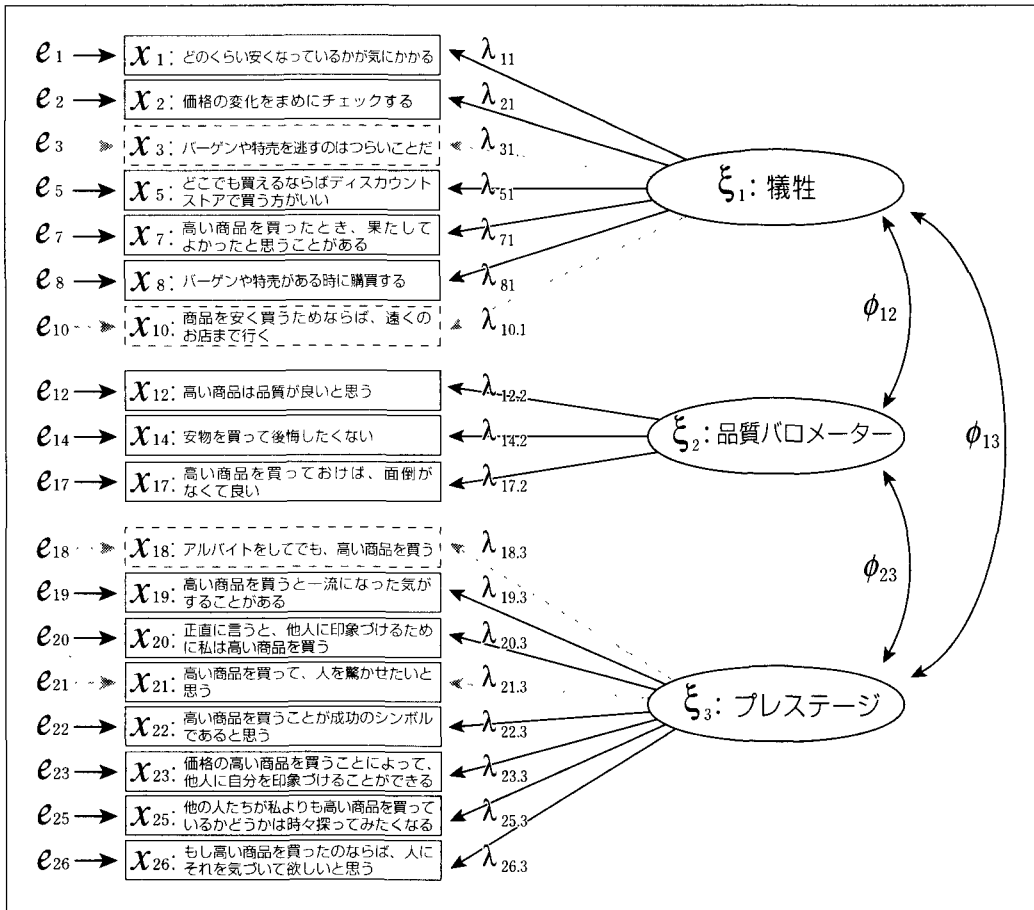 e₁ x₁：どのくらい安くなっているかが気にかかる λ₁₁
e₂ x₂：価格の変化をまめにチェックする λ₂₁
e₃ x₃：バーゲンや特売を逃すのはつらいことだ λ₃₁
e₅ x₅：どこでも買えるならばディスカウント
ストアで買う方がいい λ₅₁
e₇ x₇：高い商品を買ったとき、果たして
よかったと思うことがある λ₇₁
e₈ x₈：バーゲンや特売がある時に購買する λ₈₁
e₁₀ x₁₀：商品を安く買うためならば、遠くの
お店まで行く λ₁₀.₁
ξ₁：犠牲
e₁₂ x₁₂：高い商品は品質が良いと思う λ₁₂.₂
e₁₄ x₁₄：安物を買って後悔したくない λ₁₄.₂
e₁₇ x₁₇：高い商品を買っておけば、面倒が
なくて良い λ₁₇.₂
ξ₂：品質バロメーター
e₁₈ x₁₈：アルバイトをしてでも、高い商品を買う λ₁₈.₃
e₁₉ x₁₉：高い商品を買うと一流になった気が
することがある λ₁₉.₃
e₂₀ x₂₀：正直に言うと、他人に印象づけるため
に私は高い商品を買う λ₂₀.₃
e₂₁ x₂₁：高い商品を買って、人を驚かせたいと
思う λ₂₁.₃
e₂₂ x₂₂：高い商品を買うことが成功のシンボル
であると思う λ₂₂.₃
e₂₃ x₂₃：価格の高い商品を買うことによって、
他人に自分を印象づけることができる λ₂₃.₃
e₂₅ x₂₅：他の人たちが私よりも高い商品を買って
いるかどうかは時々探ってみたくなる λ₂₅.₃
e₂₆ x₂₆：もし高い商品を買ったのならば、人に
それを気づいて欲しいと思う λ₂₆.₃
ξ₃：プレステージ
ϕ₁₂
ϕ₁₃
ϕ₂₃